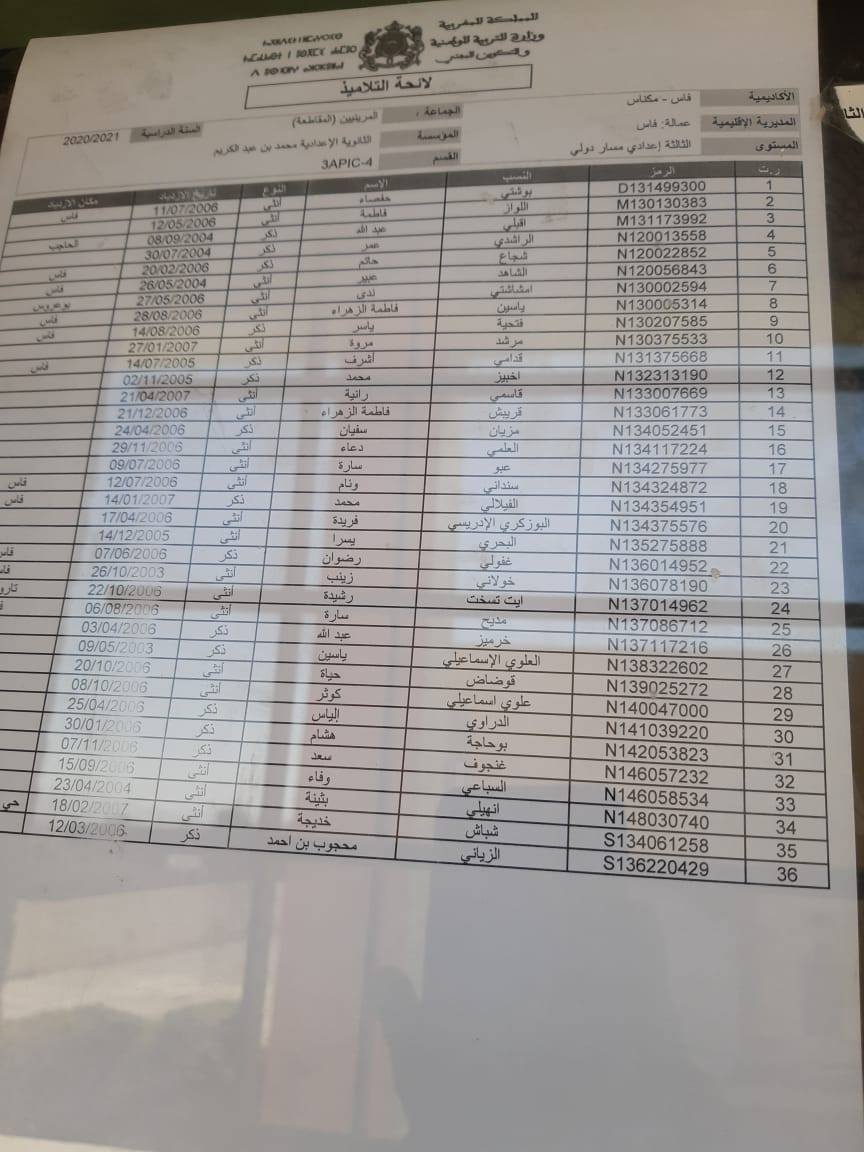 المملكة المغربية
وزارة التربية الوطنية
والتكوين المهني
لائحة التلاميذ
الأكاديمية فاس - مكناس الجماعة : المرينيين (المقاطعة) السنة الدراسية 2020/2021
المديرية الإقليمية عمالة: فاس المؤسسة الثانوية الإعدادية محمد بن عبد الكريم
المستوى الثالثة إعدادي مسار دولي القسم 3APIC-4
ر.ت الرمز النسب الإسم النوع تاريخ الازدياد مكان الازدياد
1 D131499300 بوشتي حفصاء أنثى 11/07/2006 فاس
2 M130130383 اللواز فاطمة أنثى 12/05/2006
3 M131173992 اقبلي عبد الله ذكر 08/09/2004 الحاجب
4 N120013558 الراشدي عمر ذكر 30/07/2004
5 N120022852 شجاع حاتم ذكر 20/02/2006 فاس
6 N120056843 الشاهد عبير أنثى 26/05/2004 فاس
7 N130002594 امشاشتي ندى أنثى 27/05/2006 بوعروس
8 N130005314 ياسين فاطمة الزهراء أنثى 28/08/2006 فاس
9 N130207585 فتحية ياسر ذكر 14/08/2006 فاس
10 N130375533 مرشد مروة أنثى 27/01/2007
11 N131375668 قدامي أشرف ذكر 14/07/2005 فاس
12 N132313190 اخبيز محمد ذكر 02/11/2005
13 N133007669 قاسمي رانية أنثى 21/04/2007
14 N133061773 قريش فاطمة الزهراء أنثى 21/12/2006
15 N134052451 مزيان سفيان ذكر 24/04/2006
16 N134117224 العلمي دعاء أنثى 29/11/2006
17 N134275977 عبو سارة أنثى 09/07/2006
18 N134324872 سنداني وئام أنثى 12/07/2006 فاس
19 N134354951 الفيلالي محمد ذكر 14/01/2007 فاس
20 N134375576 البوزكري الإدريسي فريدة أنثى 17/04/2006
21 N135275888 البحري يسرا أنثى 14/12/2005
22 N136014952 غفولي رضوان ذكر 07/06/2006 فاس
23 N136078190 خولاني زينب أنثى 26/10/2003
24 N137014962 ايت تسخت رشيدة أنثى 22/10/2006
25 N137086712 مديح سارة أنثى 06/08/2006
26 N137117216 خرميز عبد الله ذكر 03/04/2006
27 N138322602 العلوي الإسماعيلي ياسين ذكر 09/05/2003
28 N139025272 قوضاض حياة أنثى 20/10/2006
29 N140047000 علوي اسماعيلي كوثر أنثى 08/10/2006
30 N141039220 الدراوي إلياس ذكر 25/04/2006
31 N142053823 بوحاجة هشام ذكر 30/01/2006
32 N146057232 غنجوف سعد ذكر 07/11/2006
33 N146058534 السباعي وفاء أنثى 15/09/2006
34 N148030740 انهيلي بثينة أنثى 23/04/2004
35 S134061258 شباش خديجة أنثى 18/02/2007 حي
36 S136220429 الزياني محجوب بن احمد ذكر 12/03/2006